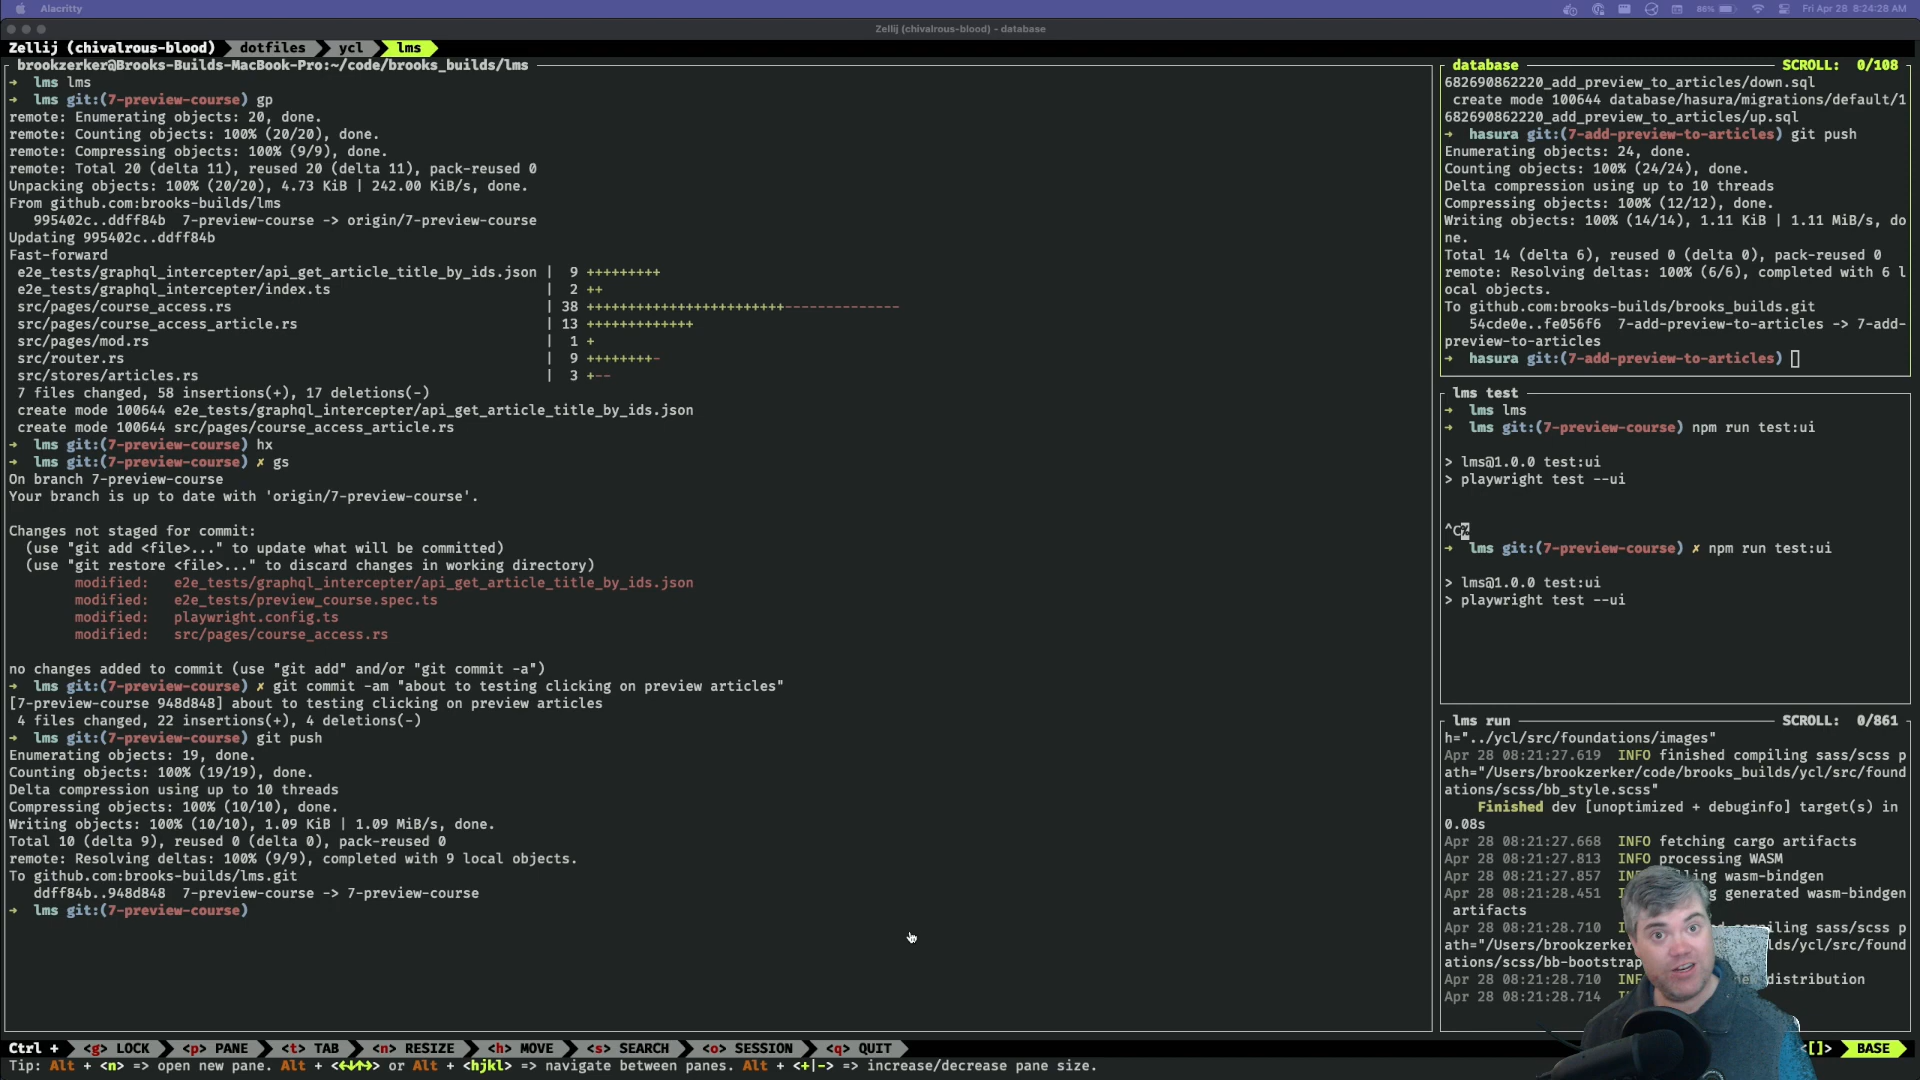 Alacritty
86%
Fri Apr 28 8:24:28 AM
Zellij (chivalrous-blood) - database
Zellij (chivalrous-blood) dotfiles ycl lms
brookzerker@Brooks-Builds-MacBook-Pro:~/code/brooks_builds/lms
➜ lms lms
➜ lms git:(7-preview-course) gp
remote: Enumerating objects: 20, done.
remote: Counting objects: 100% (20/20), done.
remote: Compressing objects: 100% (9/9), done.
remote: Total 20 (delta 11), reused 20 (delta 11), pack-reused 0
Unpacking objects: 100% (20/20), 4.73 KiB | 242.00 KiB/s, done.
From github.com:brooks-builds/lms
995402c..ddff84b 7-preview-course -> origin/7-preview-course
Updating 995402c..ddff84b
Fast-forward
e2e_tests/graphql_intercepter/api_get_article_title_by_ids.json | 9 +++++++++
e2e_tests/graphql_intercepter/index.ts | 2 ++
src/pages/course_access.rs | 38 ++++++++++++++++++++++++--------------
src/pages/course_access_article.rs | 13 +++++++++++++
src/pages/mod.rs | 1 +
src/router.rs | 9 ++++++++-
src/stores/articles.rs | 3 +--
7 files changed, 58 insertions(+), 17 deletions(-)
create mode 100644 e2e_tests/graphql_intercepter/api_get_article_title_by_ids.json
create mode 100644 src/pages/course_access_article.rs
➜ lms git:(7-preview-course) hx
➜ lms git:(7-preview-course) ✗ gs
On branch 7-preview-course
Your branch is up to date with 'origin/7-preview-course'.
Changes not staged for commit:
(use "git add <file>..." to update what will be committed)
(use "git restore <file>..." to discard changes in working directory)
modified: e2e_tests/graphql_intercepter/api_get_article_title_by_ids.json
modified: e2e_tests/preview_course.spec.ts
modified: playwright.config.ts
modified: src/pages/course_access.rs
no changes added to commit (use "git add" and/or "git commit -a")
➜ lms git:(7-preview-course) ✗ git commit -am "about to testing clicking on preview articles"
[7-preview-course 948d848] about to testing clicking on preview articles
4 files changed, 22 insertions(+), 4 deletions(-)
➜ lms git:(7-preview-course) git push
Enumerating objects: 19, done.
Counting objects: 100% (19/19), done.
Delta compression using up to 10 threads
Compressing objects: 100% (10/10), done.
Writing objects: 100% (10/10), 1.09 KiB | 1.09 MiB/s, done.
Total 10 (delta 9), reused 0 (delta 0), pack-reused 0
remote: Resolving deltas: 100% (9/9), completed with 9 local objects.
To github.com:brooks-builds/lms.git
ddff84b..948d848 7-preview-course -> 7-preview-course
➜ lms git:(7-preview-course)
database SCROLL: 0/108
682690862220_add_preview_to_articles/down.sql
create mode 100644 database/hasura/migrations/default/1
682690862220_add_preview_to_articles/up.sql
➜ hasura git:(7-add-preview-to-articles) git push
Enumerating objects: 24, done.
Counting objects: 100% (24/24), done.
Delta compression using up to 10 threads
Compressing objects: 100% (12/12), done.
Writing objects: 100% (14/14), 1.11 KiB | 1.11 MiB/s, do
ne.
Total 14 (delta 6), reused 0 (delta 0), pack-reused 0
remote: Resolving deltas: 100% (6/6), completed with 6 l
ocal objects.
To github.com:brooks-builds/brooks_builds.git
54cde0e..fe056f6 7-add-preview-to-articles -> 7-add-
preview-to-articles
➜ hasura git:(7-add-preview-to-articles)
lms test
➜ lms lms
➜ lms git:(7-preview-course) npm run test:ui
> lms@1.0.0 test:ui
> playwright test --ui
^C%
➜ lms git:(7-preview-course) ✗ npm run test:ui
> lms@1.0.0 test:ui
> playwright test --ui
lms run SCROLL: 0/861
h="../ycl/src/foundations/images"
Apr 28 08:21:27.619 INFO finished compiling sass/scss p
ath="/Users/brookzerker/code/brooks_builds/ycl/src/found
ations/scss/bb_style.scss"
Finished dev [unoptimized + debuginfo] target(s) in
0.08s
Apr 28 08:21:27.668 INFO fetching cargo artifacts
Apr 28 08:21:27.813 INFO processing WASM
Apr 28 08:21:27.857 wasm-bindgen
Apr 28 08:21:28.451 generated wasm-bindgen
artifacts
Apr 28 08:21:28.710 sass/scss p
ath="/Users/brookzerker /ycl/src/found
ations/scss/bb-bootstrap
Apr 28 08:21:28.710 distribution
Apr 28 08:21:28.714
Ctrl + <g> LOCK <p> PANE <t> TAB <n> RESIZE <h> MOVE <s> SEARCH <o> SESSION <q> QUIT <[]> BASE
Tip: Alt + <n> => open new pane. Alt + <←↓↑→> or Alt + <hjkl> => navigate between panes. Alt + <+|-> => increase/decrease pane size.